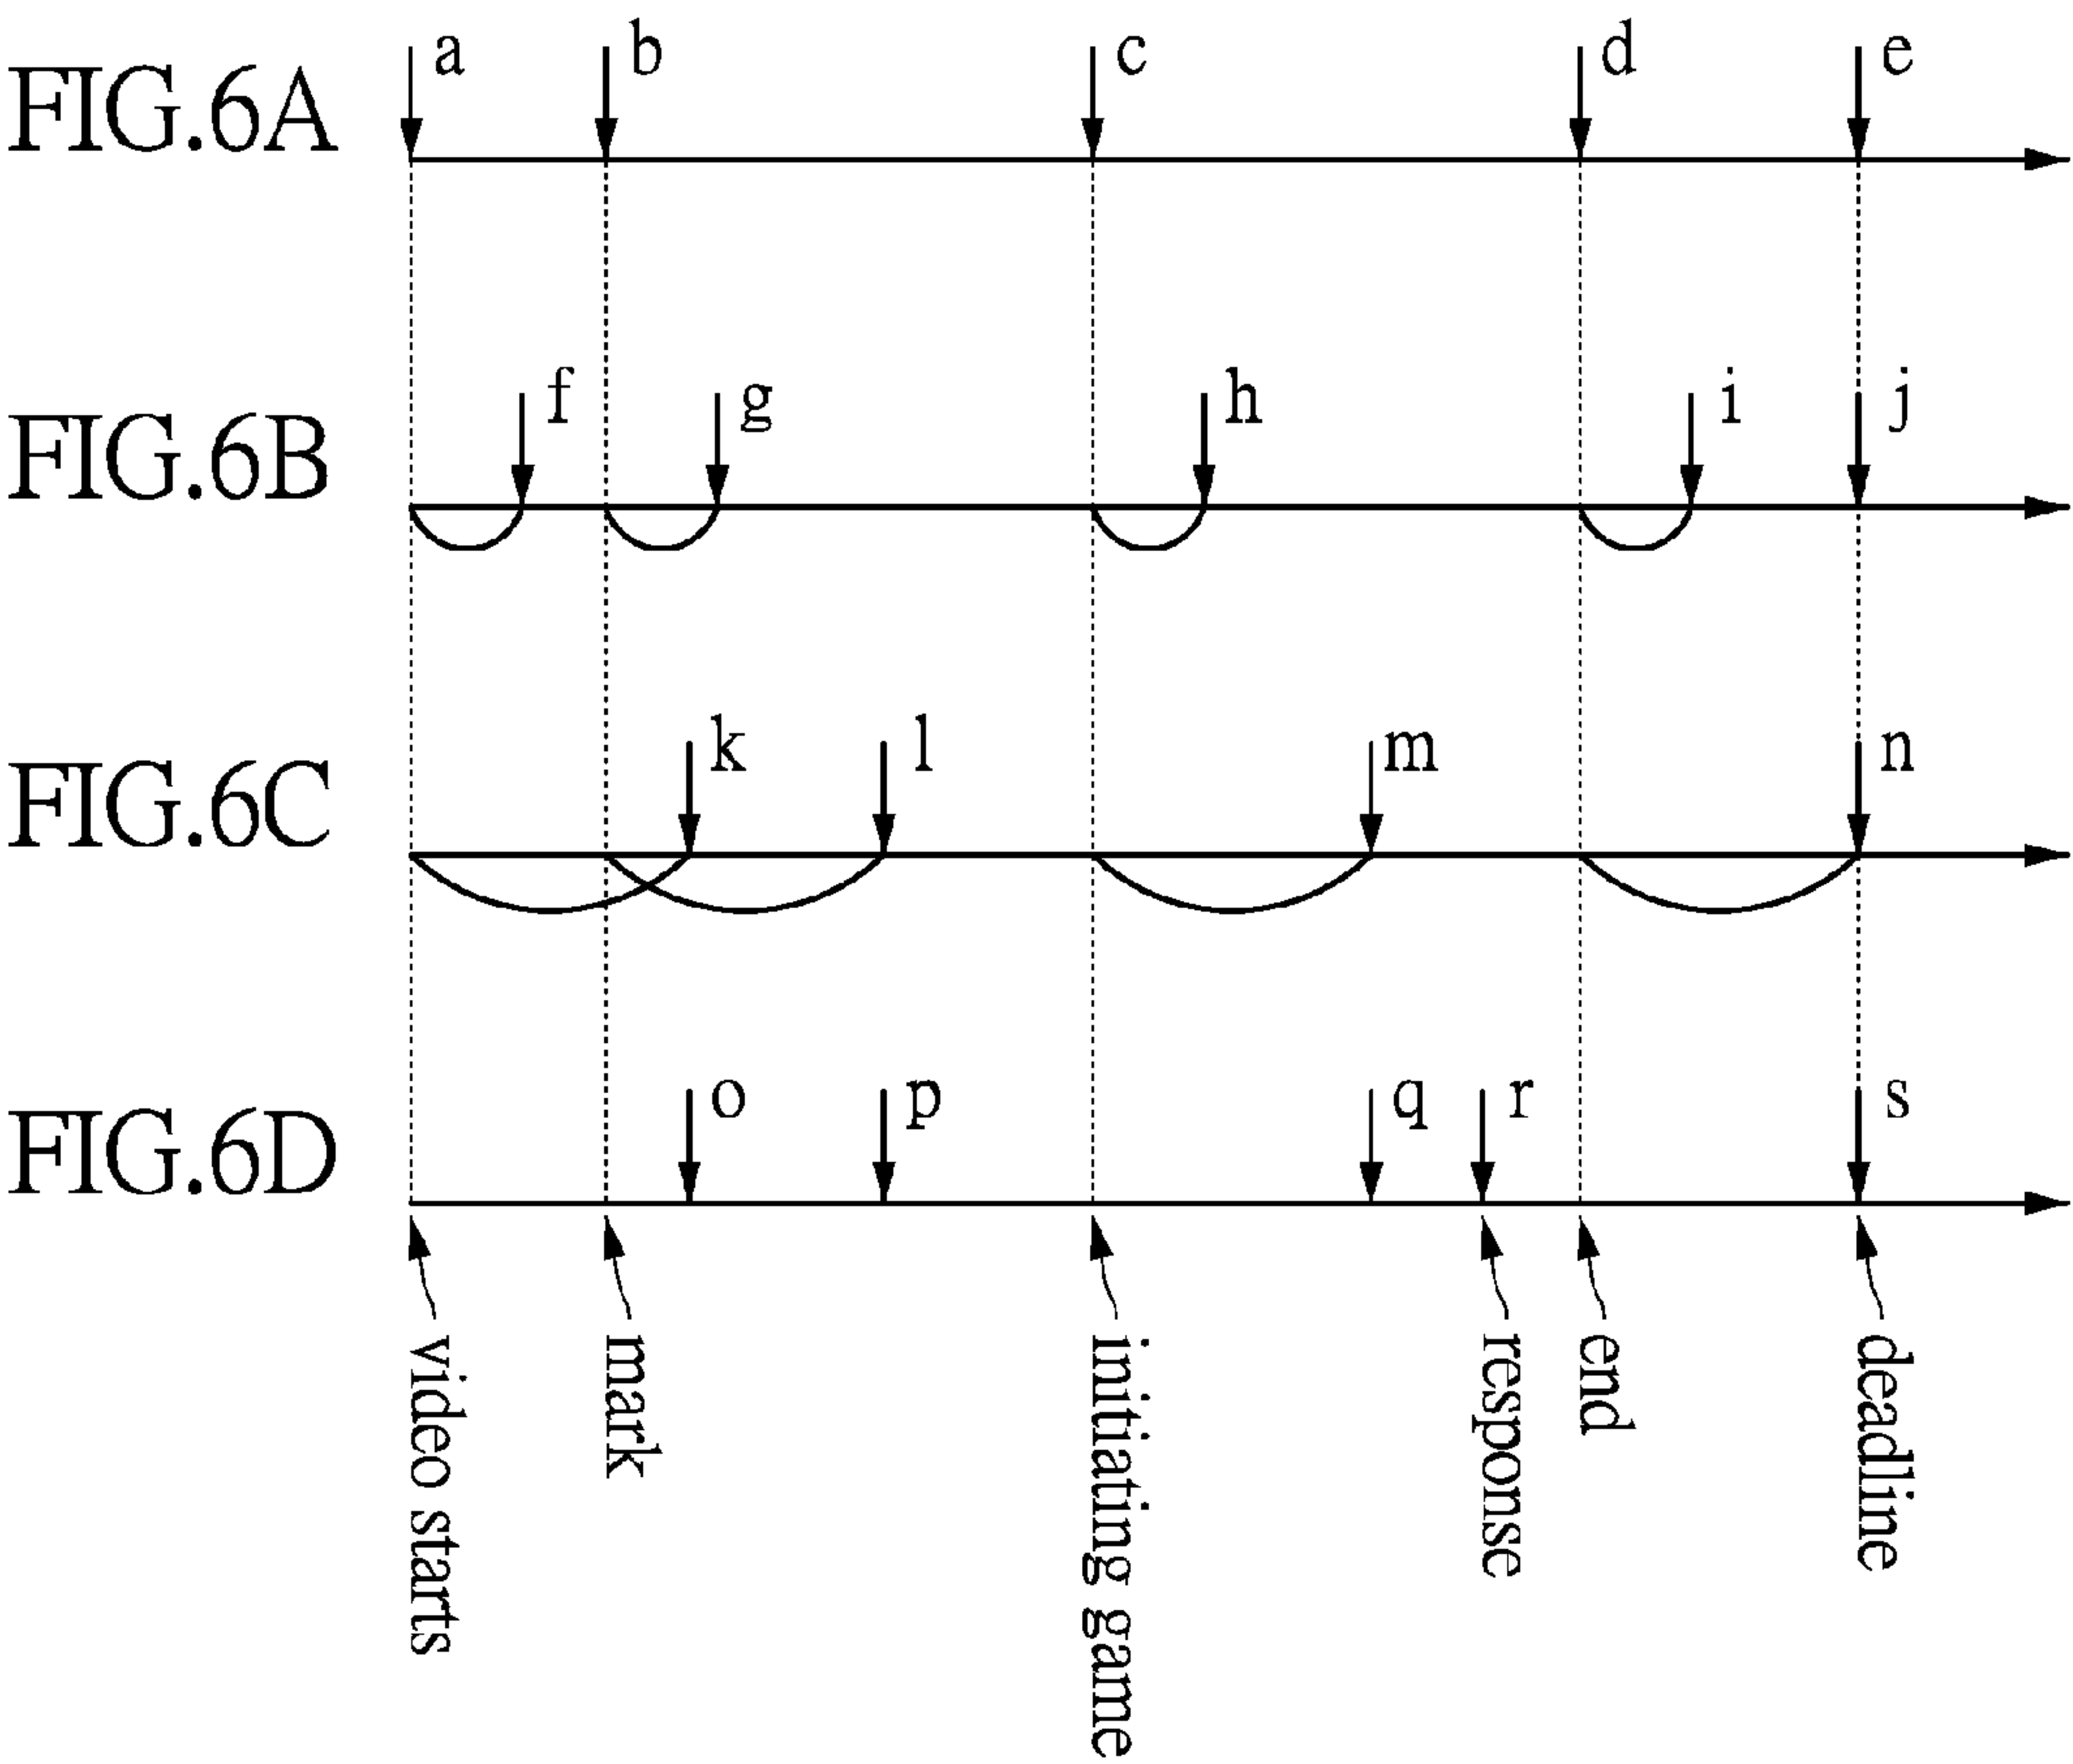 FIG.6A a b c d e
FIG.6B f g h i j
FIG.6C k l m n
FIG.6D o p q r s
video starts
mark
initiating game
response
end
deadline